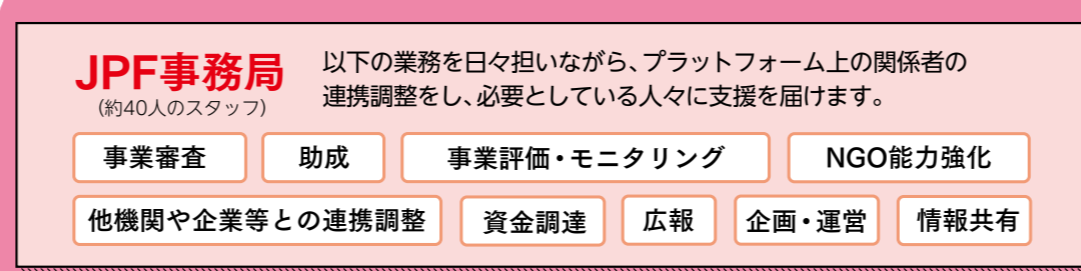 JPF事務局
(約40人のスタッフ)
以下の業務を日々担いながら、プラットフォーム上の関係者の
連携調整をし、必要としている人々に支援を届けます。
事業審査
助成
事業評価・モニタリング
NGO能力強化
他機関や企業等との連携調整
資金調達
広報
企画・運営
情報共有